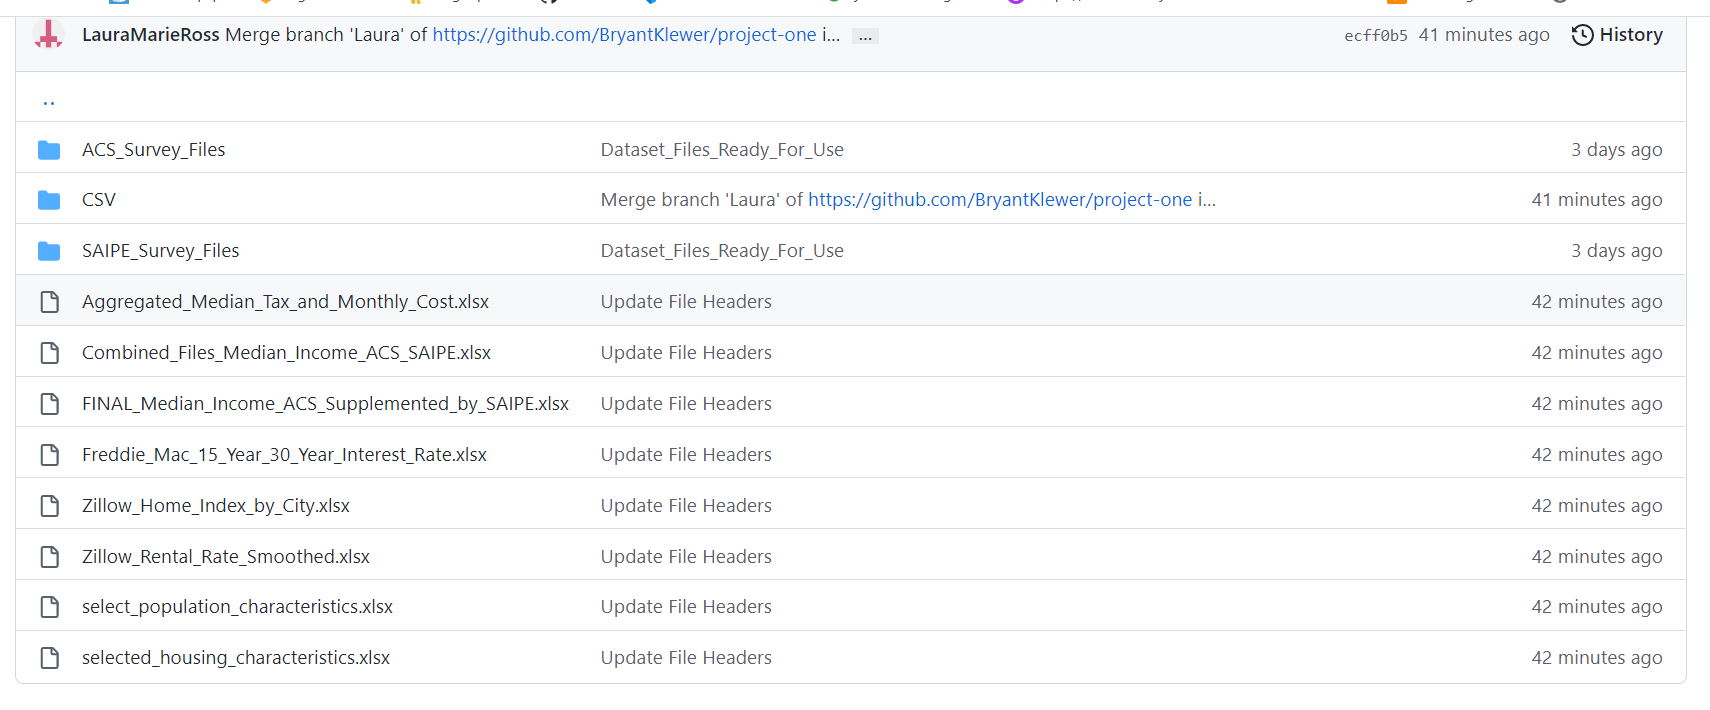 LauraMarieRoss Merge branch 'Laura' of https://github.com/BryantKlewer/project-one i... ... ecff0b5 41 minutes ago History
..
ACS_Survey_Files Dataset_Files_Ready_For_Use 3 days ago
CSV Merge branch 'Laura' of https://github.com/BryantKlewer/project-one i... 41 minutes ago
SAIPE_Survey_Files Dataset_Files_Ready_For_Use 3 days ago
Aggregated_Median_Tax_and_Monthly_Cost.xlsx Update File Headers 42 minutes ago
Combined_Files_Median_Income_ACS_SAIPE.xlsx Update File Headers 42 minutes ago
FINAL_Median_Income_ACS_Supplemented_by_SAIPE.xlsx Update File Headers 42 minutes ago
Freddie_Mac_15_Year_30_Year_Interest_Rate.xlsx Update File Headers 42 minutes ago
Zillow_Home_Index_by_City.xlsx Update File Headers 42 minutes ago
Zillow_Rental_Rate_Smoothed.xlsx Update File Headers 42 minutes ago
select_population_characteristics.xlsx Update File Headers 42 minutes ago
selected_housing_characteristics.xlsx Update File Headers 42 minutes ago